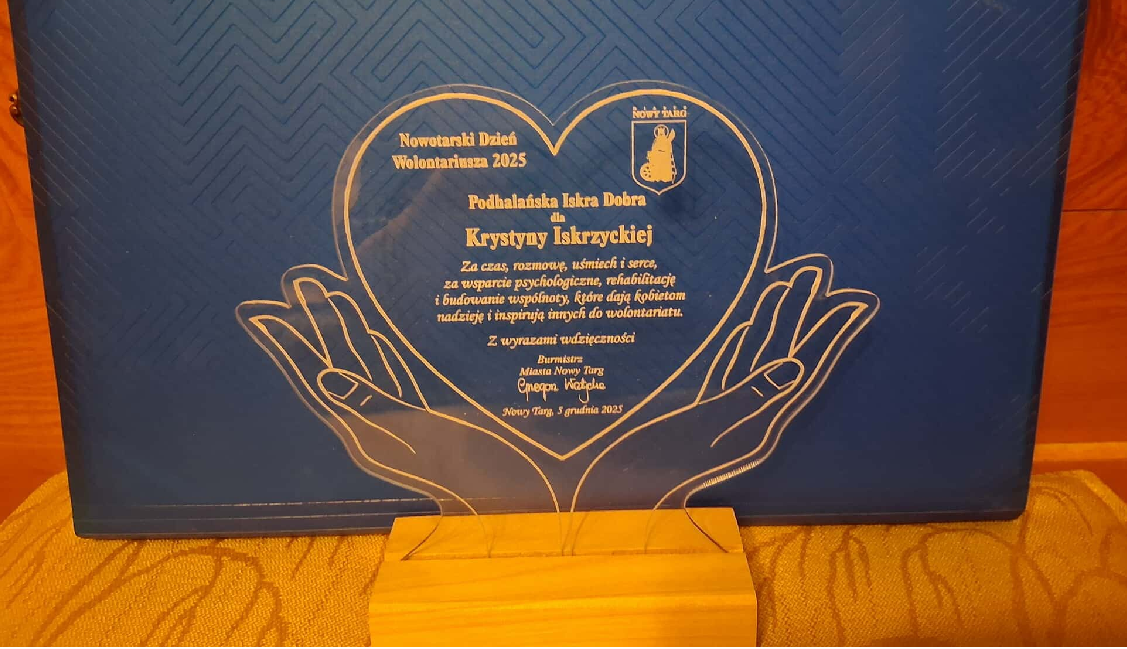 Nowotarski Dzień
Wolontariusza 2025
NOWY TARG
Podhalańska Iskra Dobra
dla
Krystyny Iskrzyckiej
Za czas, rozmowę, uśmiech i serce,
za wsparcie psychologiczne, rehabilitację
i budowanie wspólnoty, które dają kobietom
nadzieję i inspirują innych do wolontariatu.
Z wyrazami wdzięczności
Burmistrz
Miasta Nowy Targ
Grzegorz Watycha
Nowy Targ, 5 grudnia 2025